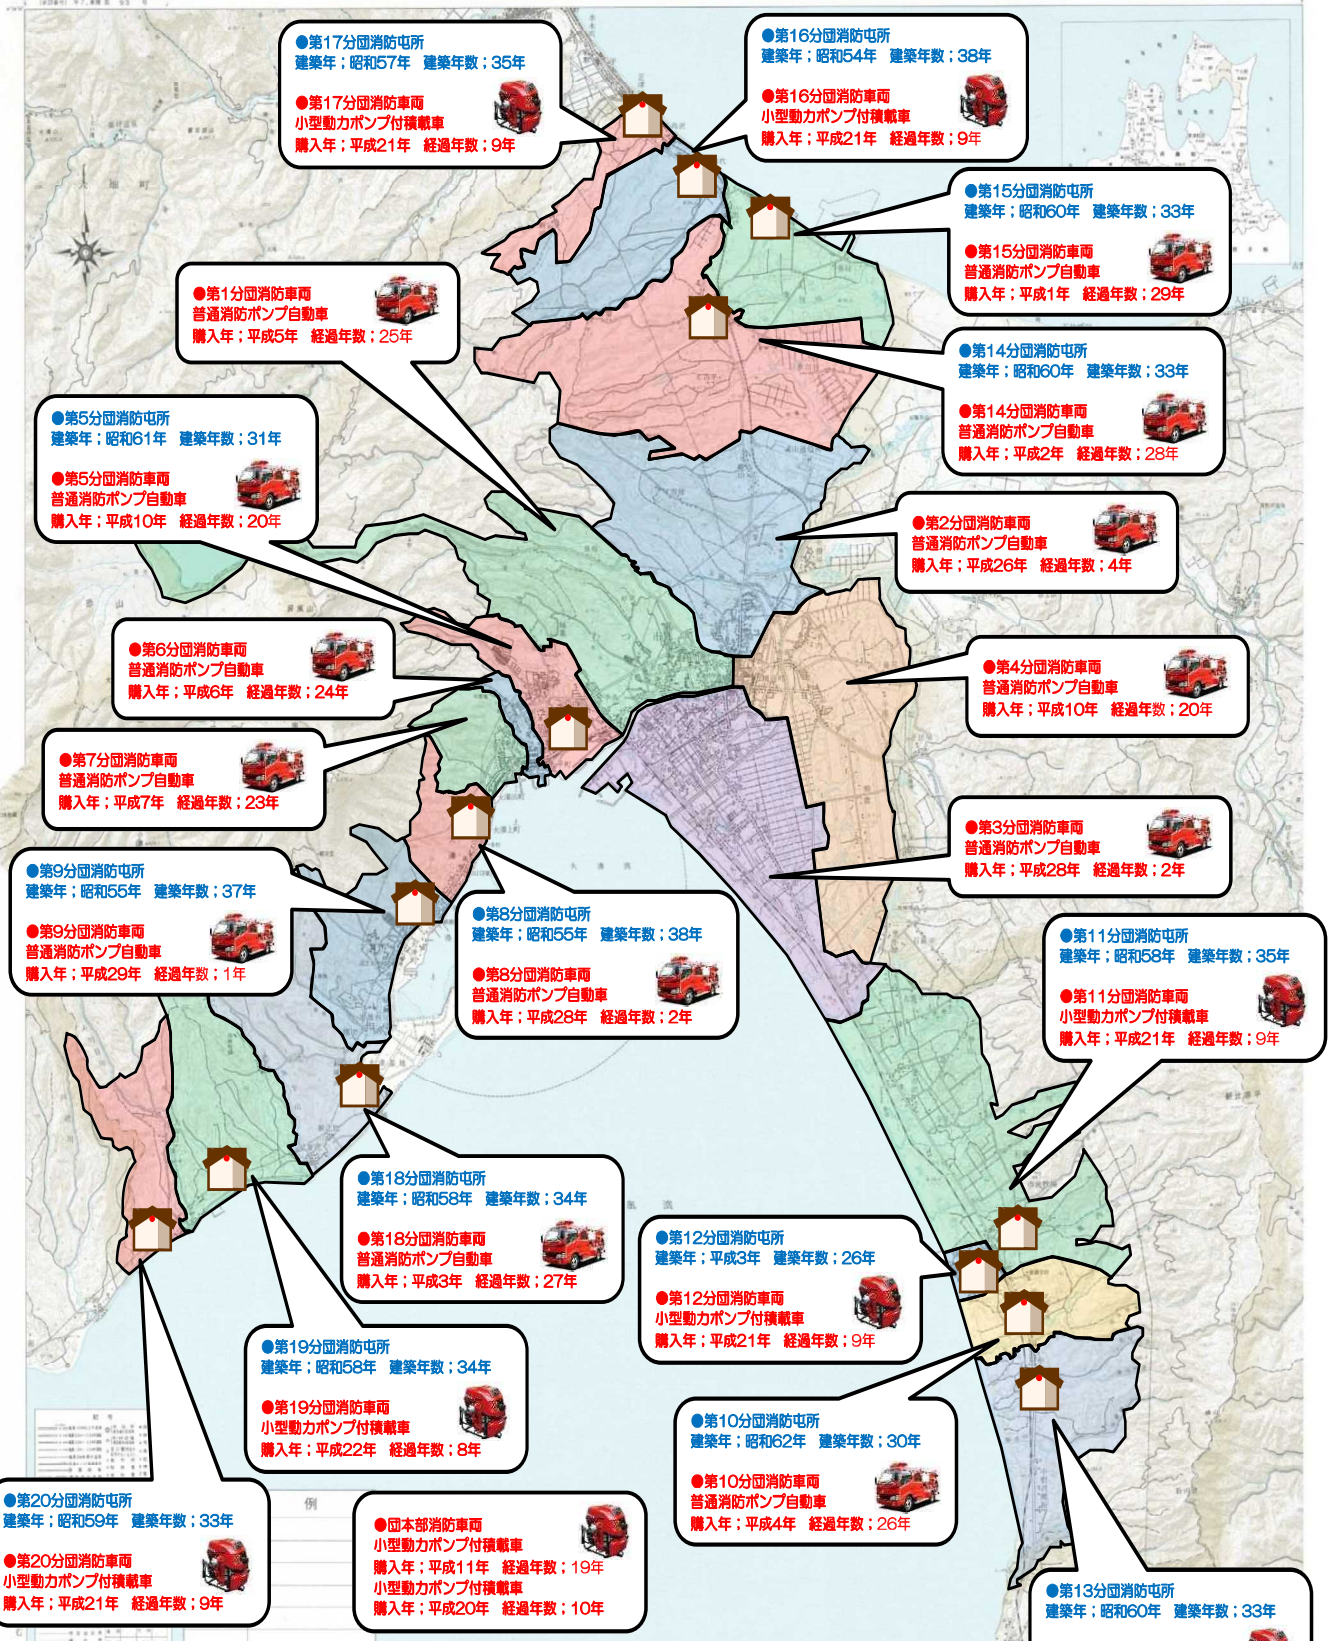 ●第17分団消防屯所
建築年；昭和57年　建築年数；35年
●第17分団消防車両
小型動力ポンプ付積載車
購入年；平成21年　経過年数；9年
●第16分団消防屯所
建築年；昭和54年　建築年数；38年
●第16分団消防車両
小型動力ポンプ付積載車
購入年；平成21年　経過年数；9年
●第15分団消防屯所
建築年；昭和60年　建築年数；33年
●第15分団消防車両
普通消防ポンプ自動車
購入年；平成1年　経過年数；29年
●第1分団消防車両
普通消防ポンプ自動車
購入年；平成5年　経過年数；25年
●第14分団消防屯所
建築年；昭和60年　建築年数；33年
●第14分団消防車両
普通消防ポンプ自動車
購入年；平成2年　経過年数；28年
●第5分団消防屯所
建築年；昭和61年　建築年数；31年
●第5分団消防車両
普通消防ポンプ自動車
購入年；平成10年　経過年数；20年
●第2分団消防車両
普通消防ポンプ自動車
購入年；平成26年　経過年数；4年
●第6分団消防車両
普通消防ポンプ自動車
購入年；平成6年　経過年数；24年
●第4分団消防車両
普通消防ポンプ自動車
購入年；平成10年　経過年数；20年
●第7分団消防車両
普通消防ポンプ自動車
購入年；平成7年　経過年数；23年
●第3分団消防車両
普通消防ポンプ自動車
購入年；平成28年　経過年数；2年
●第9分団消防屯所
建築年；昭和55年　建築年数；37年
●第9分団消防車両
普通消防ポンプ自動車
購入年；平成29年　経過年数；1年
●第8分団消防屯所
建築年；昭和55年　建築年数；38年
●第8分団消防車両
普通消防ポンプ自動車
購入年；平成28年　経過年数；2年
●第11分団消防屯所
建築年；昭和58年　建築年数；35年
●第11分団消防車両
小型動力ポンプ付積載車
購入年；平成21年　経過年数；9年
●第18分団消防屯所
建築年；昭和58年　建築年数；34年
●第18分団消防車両
普通消防ポンプ自動車
購入年；平成3年　経過年数；27年
●第12分団消防屯所
建築年；平成3年　建築年数；26年
●第12分団消防車両
小型動力ポンプ付積載車
購入年；平成21年　経過年数；9年
●第19分団消防屯所
建築年；昭和58年　建築年数；34年
●第19分団消防車両
小型動力ポンプ付積載車
購入年；平成22年　経過年数；8年
●第10分団消防屯所
建築年；昭和62年　建築年数；30年
●第10分団消防車両
普通消防ポンプ自動車
購入年；平成4年　経過年数；26年
●第20分団消防屯所
建築年；昭和59年　建築年数；33年
●第20分団消防車両
小型動力ポンプ付積載車
購入年；平成21年　経過年数；9年
例
●団本部消防車両
小型動力ポンプ付積載車
購入年；平成11年　経過年数；19年
小型動力ポンプ付積載車
購入年；平成20年　経過年数；10年
●第13分団消防屯所
建築年；昭和60年　建築年数；33年